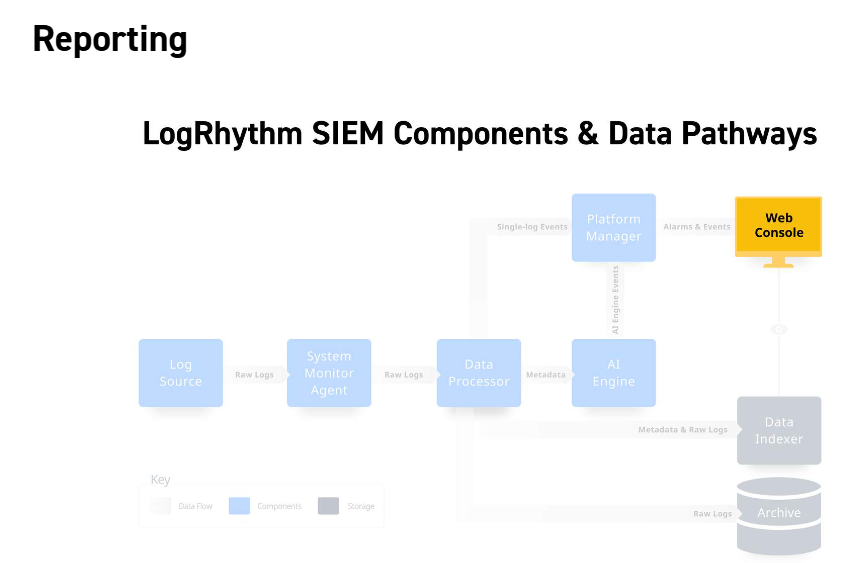 Reporting
LogRhythm SIEM Components & Data Pathways
Single-log Events
Platform
Manager
Alarms & Events
Web
Console
AI Engine Events
Log
Source
Raw Logs
System
Monitor
Agent
Raw Logs
Data
Processor
Metadata
AI
Engine
Metadata & Raw Logs
Data
Indexer
Key
Data Flow
Components
Storage
Raw Logs
Archive